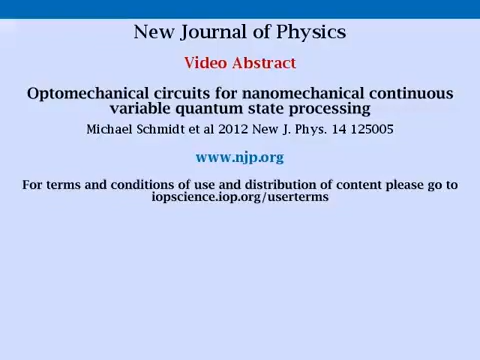 New Journal of Physics
Video Abstract
Optomechanical circuits for nanomechanical continuous
variable quantum state processing
Michael Schmidt et al 2012 New J. Phys. 14 125005
www.njp.org
For terms and conditions of use and distribution of content please go to
iopscience.iop.org/userterms